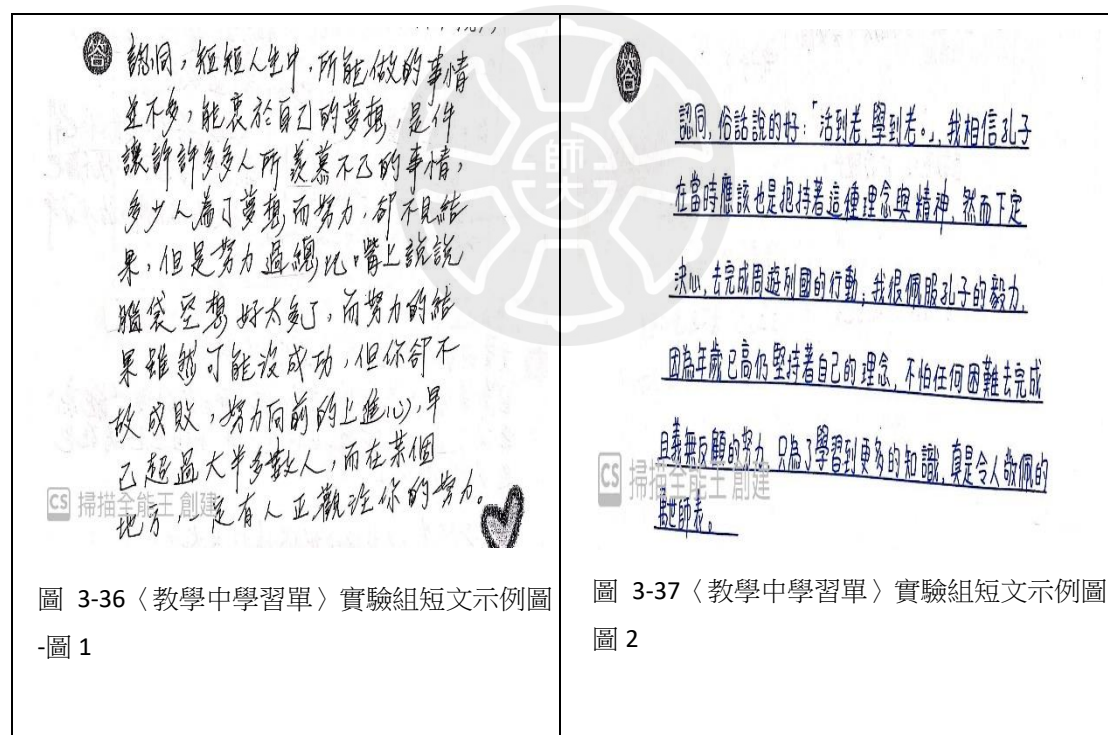 答
認同，短短人生中，所能做的事情
並不多，能衷於自己的夢想，是件
讓許許多多人所羨慕不已的事情，
多少人為了夢想而努力，卻不見結
果，但是努力過總比嘴上說說
腦袋空想好太多了，而努力的結
果雖然可能沒成功，但你卻不
故成敗，努力向前的上進心，早
已超過大半多數人，而在某個
地方，一定有人正觀注你的努力。
CS 掃描全能王 創建
圖 3-36〈教學中學習單〉實驗組短文示例圖
-圖 1
答
認同，俗話說的好：「活到老，學到老。」，我相信孔子
在當時應該也是抱持著這種理念與精神，然而下定
決心，去完成周遊列國的行動；我很佩服孔子的毅力，
因為年歲已高仍堅持著自己的理念，不怕任何困難去完成
且義無反顧的努力，只為了學習到更多的知識，真是令人敬佩的
萬世師表。
CS 掃描全能王 創建
圖 3-37〈教學中學習單〉實驗組短文示例圖
圖 2
師大